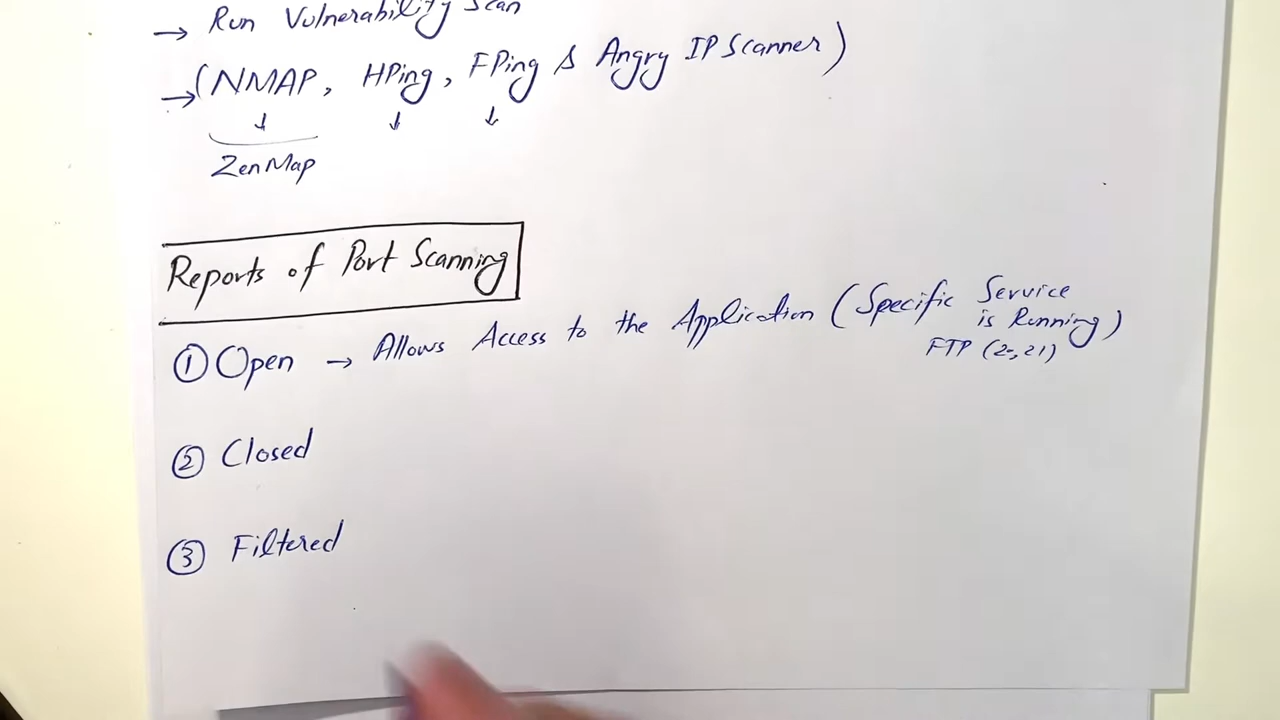 → Run Vulnerability Scan
→ (NMAP, HPing, FPing & Angry IP Scanner)
↓ ↓ ↓
ZenMap
Reports of Port Scanning
① Open → Allows Access to the Application (Specific Service
is Running)
FTP (20,21)
② Closed
③ Filtered